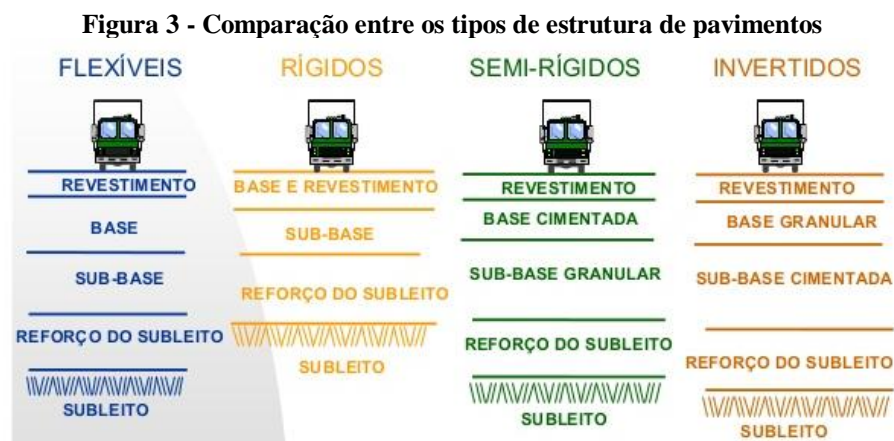 Figura 3 - Comparação entre os tipos de estrutura de pavimentos
FLEXÍVEIS
REVESTIMENTO
BASE
SUB-BASE
REFORÇO DO SUBLEITO
SUBLEITO
RÍGIDOS
BASE E REVESTIMENTO
SUB-BASE
REFORÇO DO SUBLEITO
SUBLEITO
SEMI-RÍGIDOS
REVESTIMENTO
BASE CIMENTADA
SUB-BASE GRANULAR
REFORÇO DO SUBLEITO
SUBLEITO
INVERTIDOS
REVESTIMENTO
BASE GRANULAR
SUB-BASE CIMENTADA
REFORÇO DO SUBLEITO
SUBLEITO